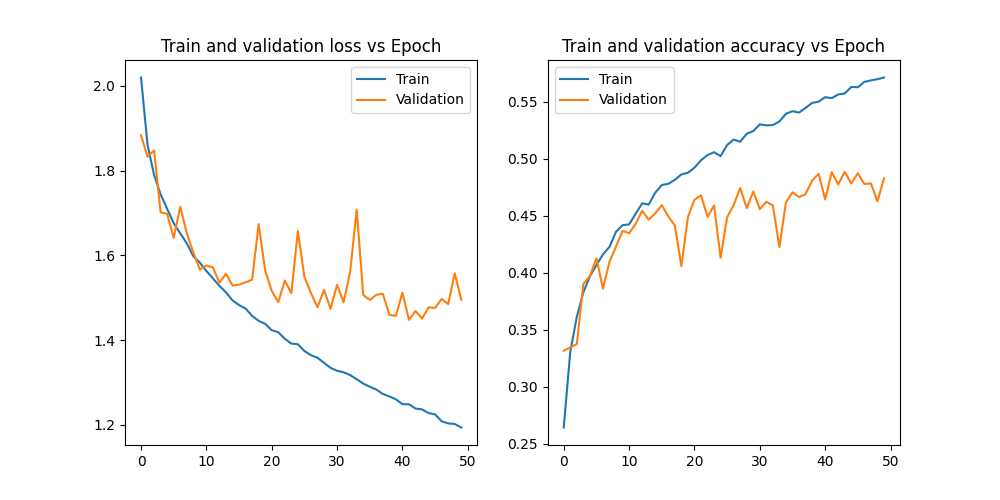 Train and validation loss vs Epoch
Train
Validation
2.0
1.8
1.6
1.4
1.2
0 10 20 30 40 50
Train and validation accuracy vs Epoch
Train
Validation
0.55
0.50
0.45
0.40
0.35
0.30
0.25
0 10 20 30 40 50